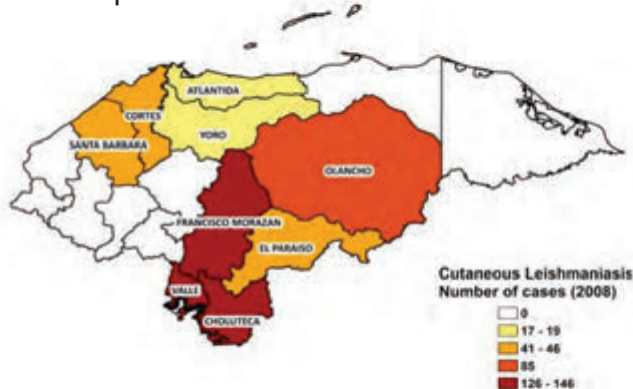 ATLANTIDA
CORTES
YORO
SANTA BARBARA
OLANCHO
FRANCISCO MORAZAN
EL PARAISO
VALLE
CHOLUTECA
Cutaneous Leishmaniasis
Number of cases (2008)
0
17 - 19
41 - 46
85
126 - 146